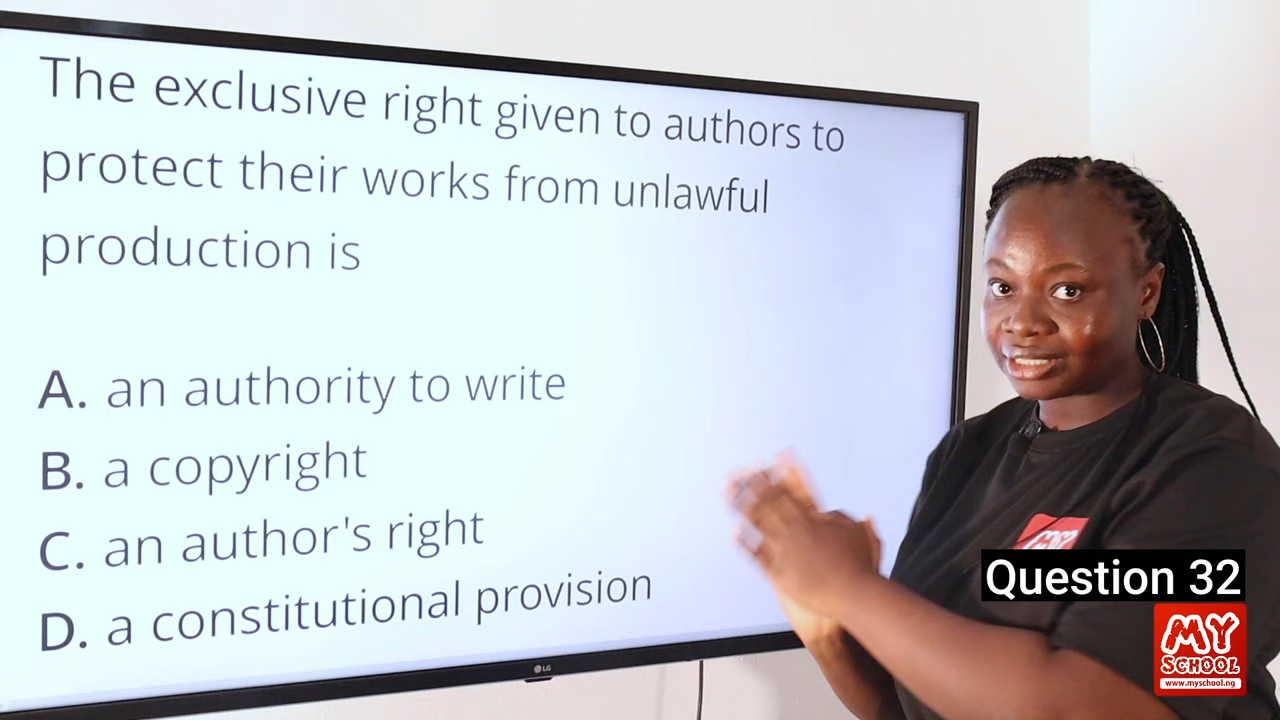 The exclusive right given to authors to
protect their works from unlawful
production is
A. an authority to write
B. a copyright
C. an author's right
D. a constitutional provision
LG
Question 32
MY
SCHOOL
www.myschool.ng